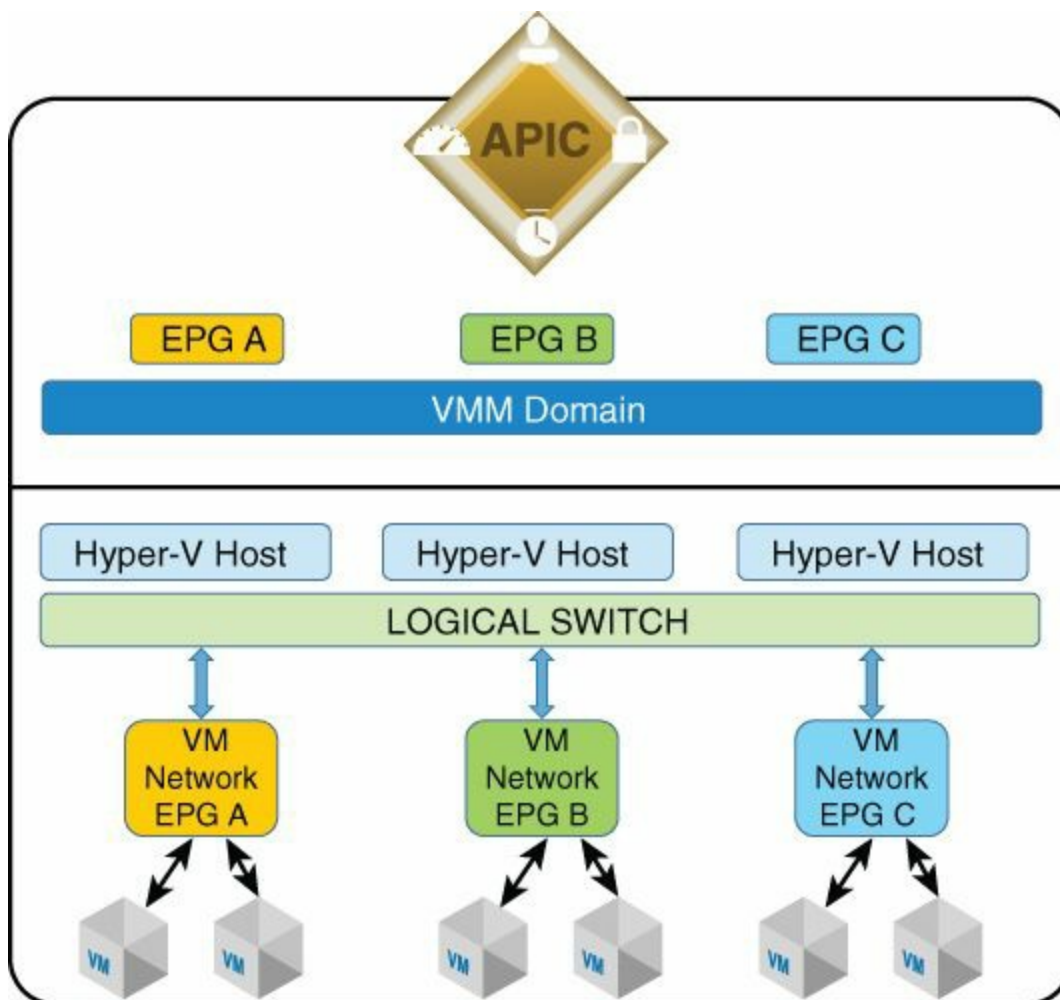 APIC
EPG A
EPG B
EPG C
VMM Domain
Hyper-V Host
Hyper-V Host
Hyper-V Host
LOGICAL SWITCH
VM
Network
EPG A
VM
Network
EPG B
VM
Network
EPG C
VM
VM
VM
VM
VM
VM